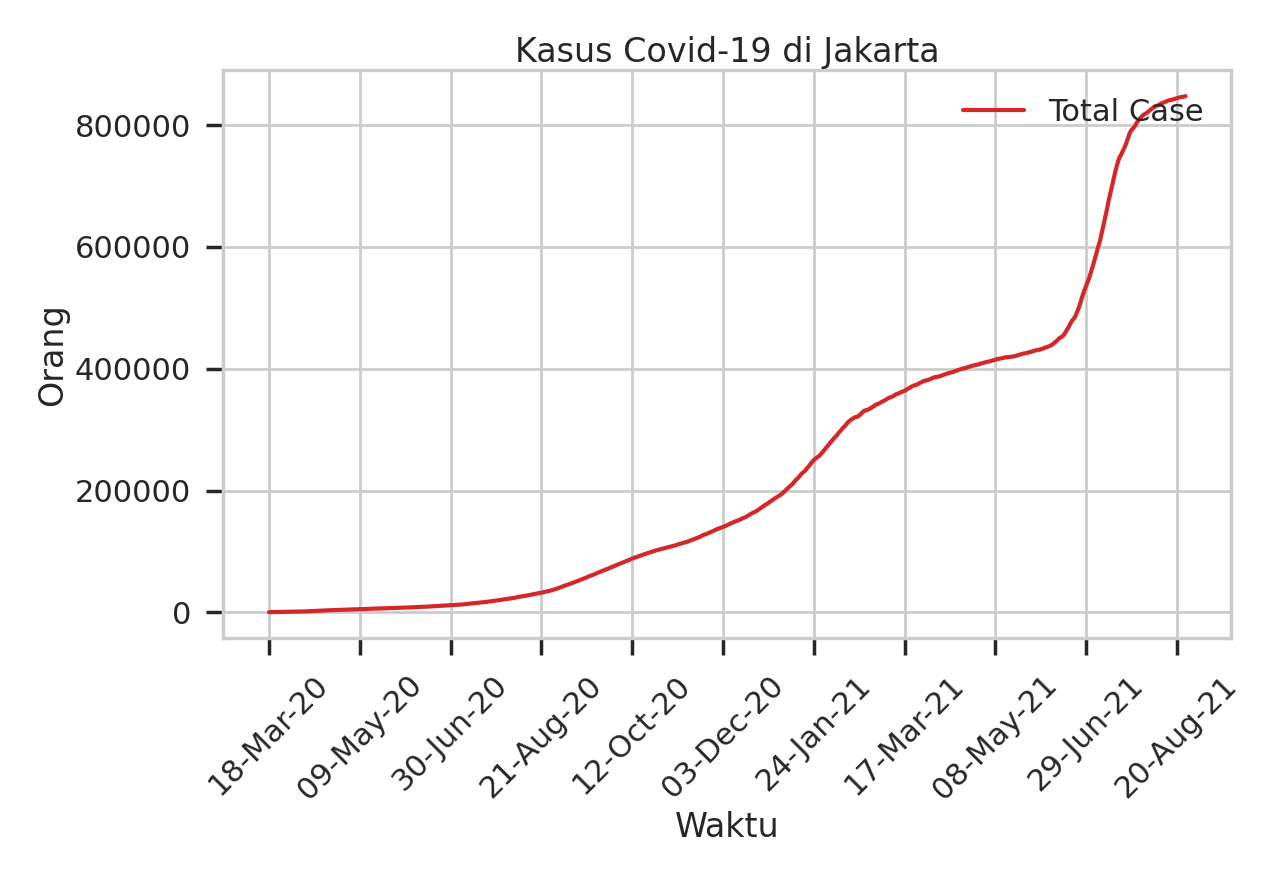 Kasus Covid-19 di Jakarta
Total Case
Orang
800000
600000
400000
200000
0
18-Mar-20
09-May-20
30-Jun-20
21-Aug-20
12-Oct-20
03-Dec-20
24-Jan-21
17-Mar-21
08-May-21
29-Jun-21
20-Aug-21
Waktu